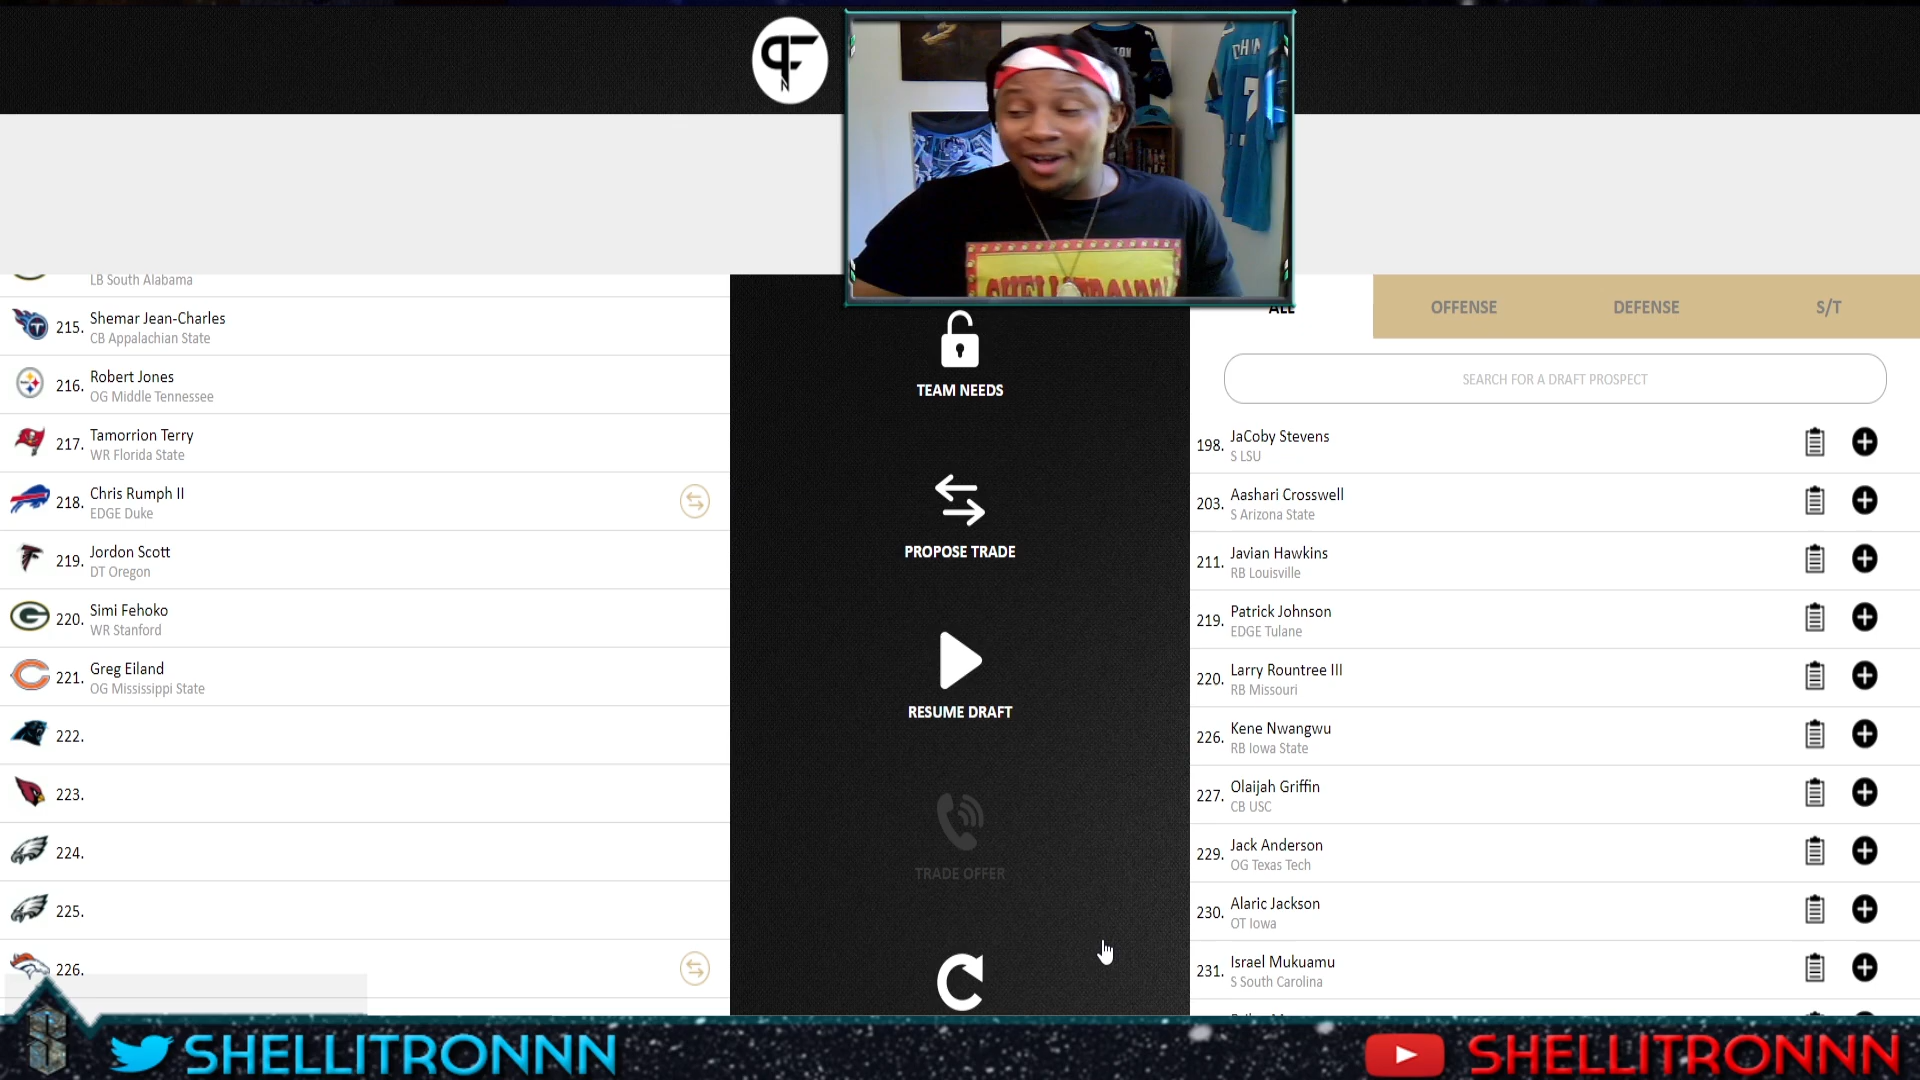 PF
N
LB South Alabama
215. Shemar Jean-Charles
CB Appalachian State
216. Robert Jones
OG Middle Tennessee
217. Tamorrion Terry
WR Florida State
218. Chris Rumph II
EDGE Duke
219. Jordon Scott
DT Oregon
220. Simi Fehoko
WR Stanford
221. Greg Eiland
OG Mississippi State
222.
223.
224.
225.
226.
TEAM NEEDS
PROPOSE TRADE
RESUME DRAFT
TRADE OFFER
ALL
OFFENSE
DEFENSE
S/T
SEARCH FOR A DRAFT PROSPECT
198. JaCoby Stevens
S LSU
203. Aashari Crosswell
S Arizona State
211. Javian Hawkins
RB Louisville
219. Patrick Johnson
EDGE Tulane
220. Larry Rountree III
RB Missouri
226. Kene Nwangwu
RB Iowa State
227. Olaijah Griffin
CB USC
229. Jack Anderson
OG Texas Tech
230. Alaric Jackson
OT Iowa
231. Israel Mukuamu
S South Carolina
SHELLITRONNN
SHELLITRONNN